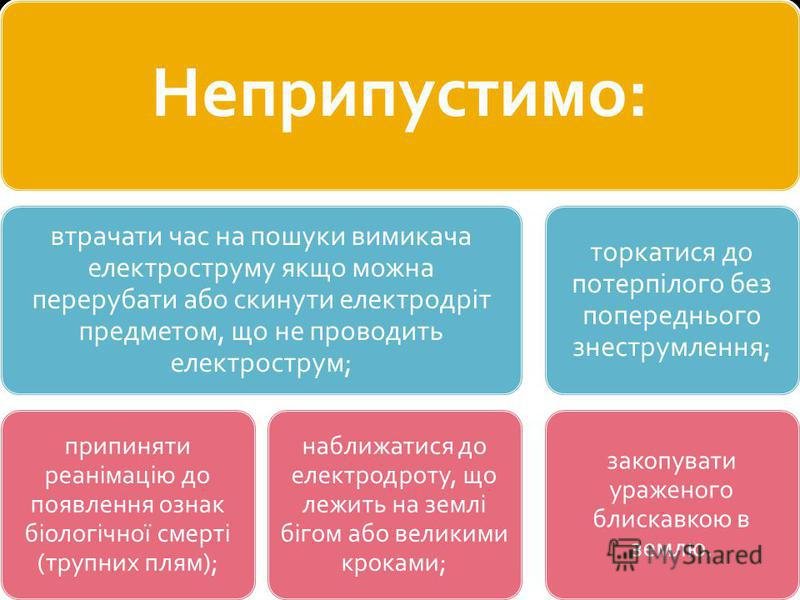 Неприпустимо:
втрачати час на пошуки вимикача
електроструму якщо можна
перерубати або скинути електродріт
предметом, що не проводить
електрострум;
торкатися до
потерпілого без
попереднього
знеструмлення;
припиняти
реанімацію до
появлення ознак
біологічної смерті
(трупних плям);
наближатися до
електродроту, що
лежить на землі
бігом або великими
кроками;
закопувати
ураженого
блискавкою в
землю.
MyShared